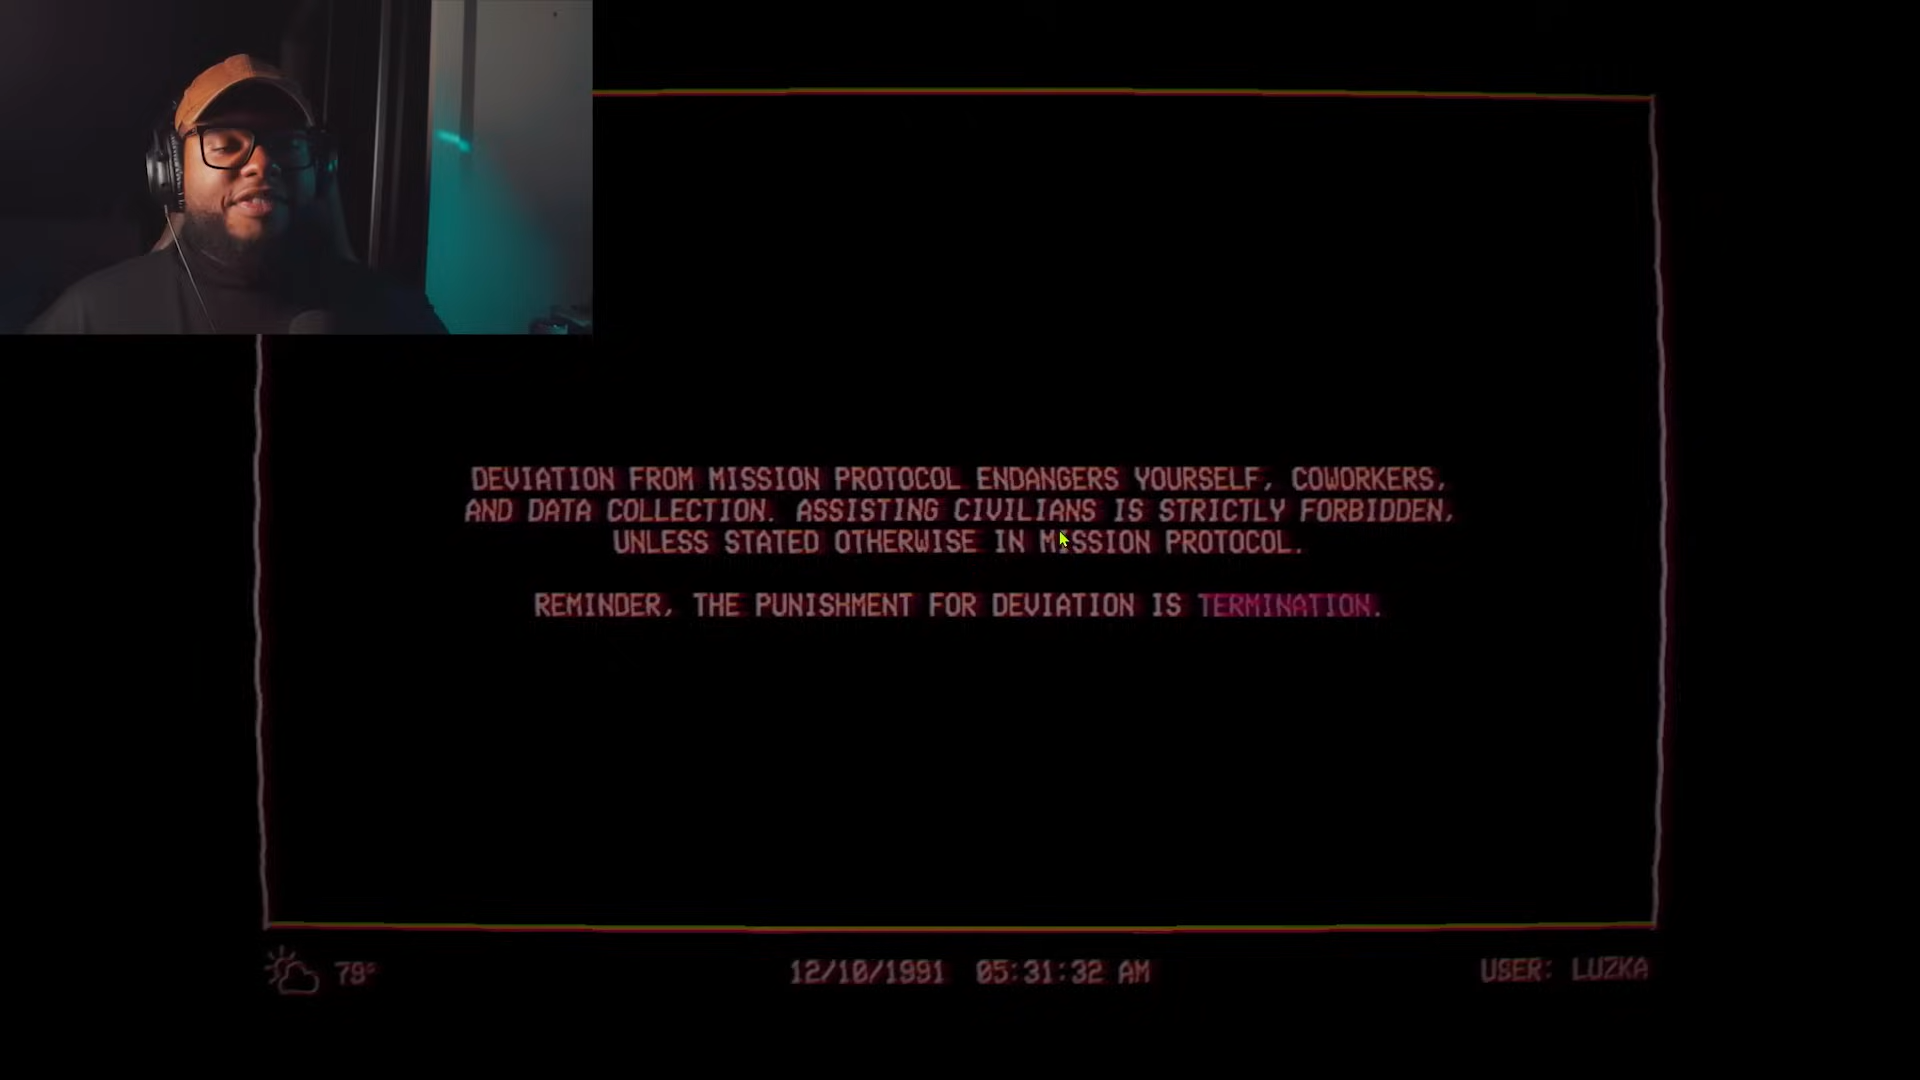 DEVIATION FROM MISSION PROTOCOL ENDANGERS YOURSELF, COWORKERS,
AND DATA COLLECTION. ASSISTING CIVILIANS IS STRICTLY FORBIDDEN,
UNLESS STATED OTHERWISE IN MISSION PROTOCOL.
REMINDER, THE PUNISHMENT FOR DEVIATION IS TERMINATION.
79° 12/10/1991 05:31:32 AM USER: LUZKA